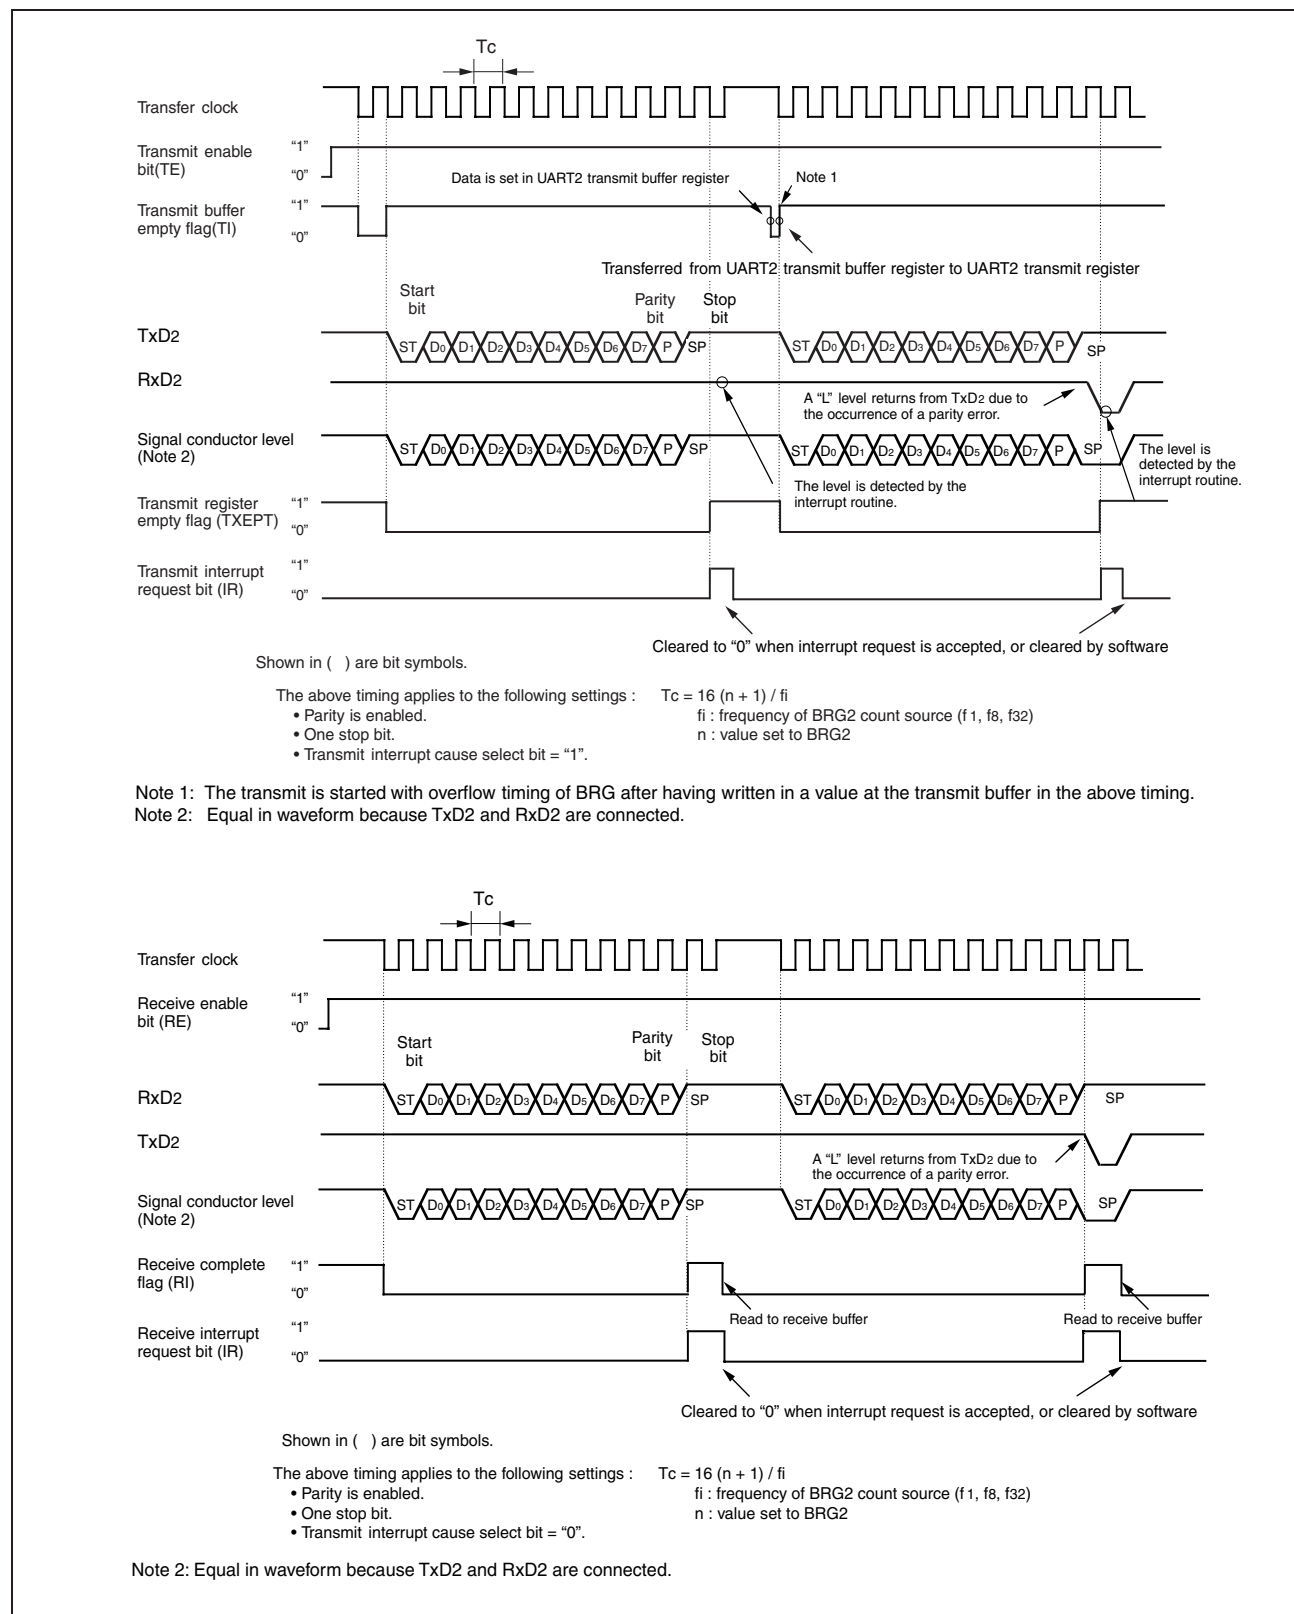 Tc
Transfer clock
Transmit enable
bit(TE)
“1”
“0”
Data is set in UART2 transmit buffer register
Note 1
Transmit buffer
empty flag(TI)
“1”
“0”
Transferred from UART2 transmit buffer register to UART2 transmit register
Start
bit
Parity
bit
Stop
bit
TxD2
ST D0 D1 D2 D3 D4 D5 D6 D7 P SP
ST D0 D1 D2 D3 D4 D5 D6 D7 P SP
RxD2
A “L” level returns from TxD2 due to
the occurrence of a parity error.
Signal conductor level
(Note 2)
ST D0 D1 D2 D3 D4 D5 D6 D7 P SP
ST D0 D1 D2 D3 D4 D5 D6 D7 P SP
The level is
detected by the
interrupt routine.
The level is detected by the
interrupt routine.
Transmit register
empty flag (TXEPT)
“1”
“0”
Transmit interrupt
request bit (IR)
“1”
“0”
Cleared to “0” when interrupt request is accepted, or cleared by software
Shown in ( ) are bit symbols.
The above timing applies to the following settings :
• Parity is enabled.
• One stop bit.
• Transmit interrupt cause select bit = “1”.
Tc = 16 (n + 1) / fi
fi : frequency of BRG2 count source (f1, f8, f32)
n : value set to BRG2
Note 1: The transmit is started with overflow timing of BRG after having written in a value at the transmit buffer in the above timing.
Note 2: Equal in waveform because TxD2 and RxD2 are connected.
Tc
Transfer clock
Receive enable
bit (RE)
“1”
“0”
Start
bit
Parity
bit
Stop
bit
RxD2
ST D0 D1 D2 D3 D4 D5 D6 D7 P SP
ST D0 D1 D2 D3 D4 D5 D6 D7 P SP
TxD2
A “L” level returns from TxD2 due to
the occurrence of a parity error.
Signal conductor level
(Note 2)
ST D0 D1 D2 D3 D4 D5 D6 D7 P SP
ST D0 D1 D2 D3 D4 D5 D6 D7 P SP
Receive complete
flag (RI)
“1”
“0”
Read to receive buffer
Read to receive buffer
Receive interrupt
request bit (IR)
“1”
“0”
Cleared to “0” when interrupt request is accepted, or cleared by software
Shown in ( ) are bit symbols.
The above timing applies to the following settings :
• Parity is enabled.
• One stop bit.
• Transmit interrupt cause select bit = “0”.
Tc = 16 (n + 1) / fi
fi : frequency of BRG2 count source (f1, f8, f32)
n : value set to BRG2
Note 2: Equal in waveform because TxD2 and RxD2 are connected.